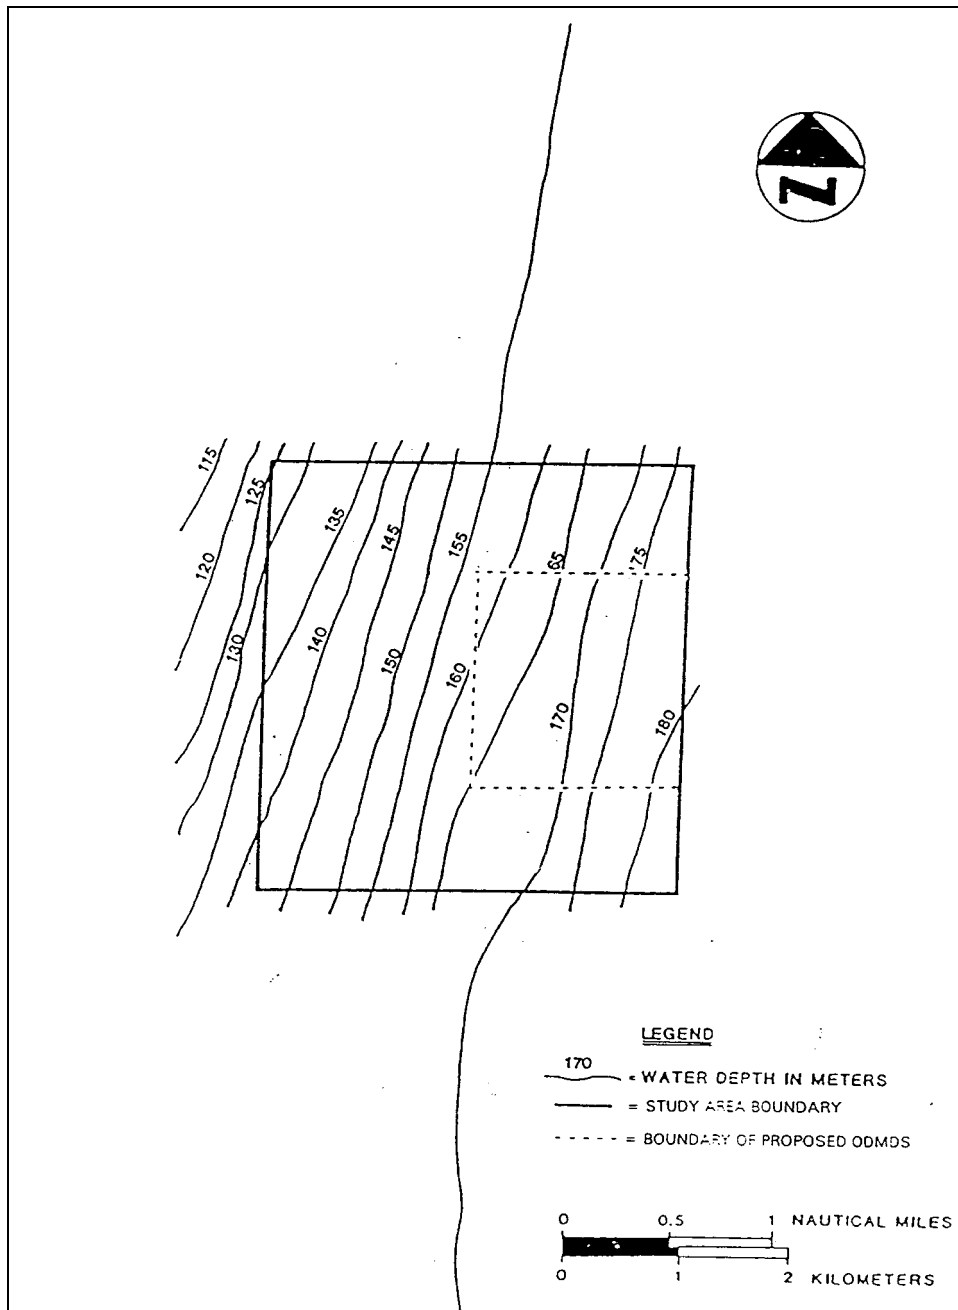 N
115
125
135
145
155
65
175
120
130
140
150
160
170
180
LEGEND
170
= WATER DEPTH IN METERS
= STUDY AREA BOUNDARY
= BOUNDARY OF PROPOSED ODMDS
0 0.5 1 NAUTICAL MILES
0 1 2 KILOMETERS